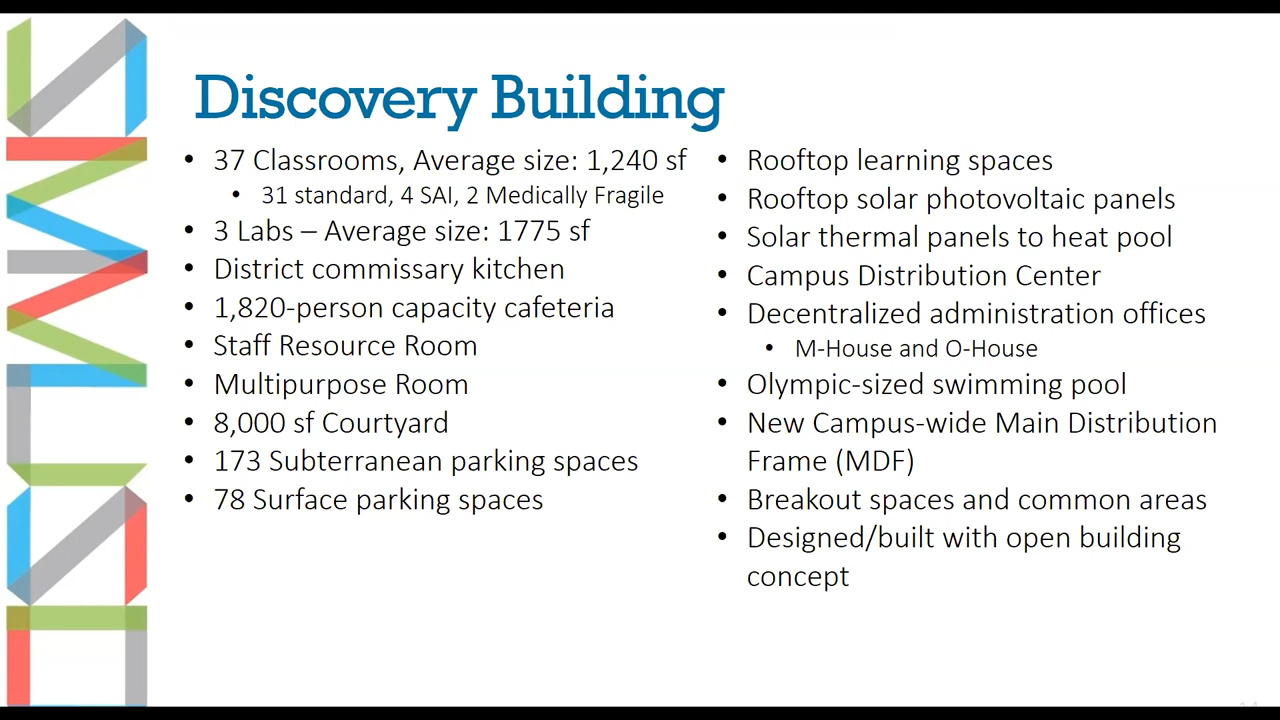 Discovery Building
• 37 Classrooms, Average size: 1,240 sf
• 31 standard, 4 SAI, 2 Medically Fragile
• 3 Labs – Average size: 1775 sf
• District commissary kitchen
• 1,820-person capacity cafeteria
• Staff Resource Room
• Multipurpose Room
• 8,000 sf Courtyard
• 173 Subterranean parking spaces
• 78 Surface parking spaces
• Rooftop learning spaces
• Rooftop solar photovoltaic panels
• Solar thermal panels to heat pool
• Campus Distribution Center
• Decentralized administration offices
• M-House and O-House
• Olympic-sized swimming pool
• New Campus-wide Main Distribution
Frame (MDF)
• Breakout spaces and common areas
• Designed/built with open building
concept